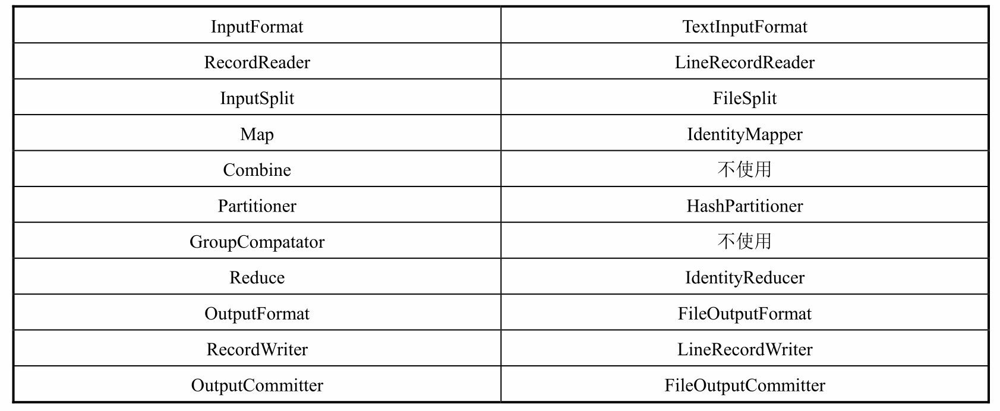 InputFormat TextInputFormat
RecordReader LineRecordReader
InputSplit FileSplit
Map IdentityMapper
Combine 不使用
Partitioner HashPartitioner
GroupCompatator 不使用
Reduce IdentityReducer
OutputFormat FileOutputFormat
RecordWriter LineRecordWriter
OutputCommitter FileOutputCommitter